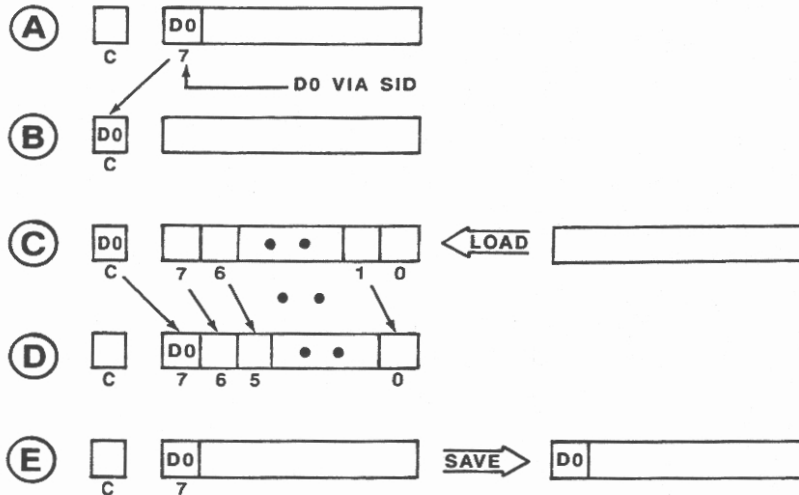 A D0
C 7
D0 VIA SID
B D0
C
C D0 LOAD
C 7 6 1 0
D D0
C 7 6 5 0
E D0 SAVE D0
C 7